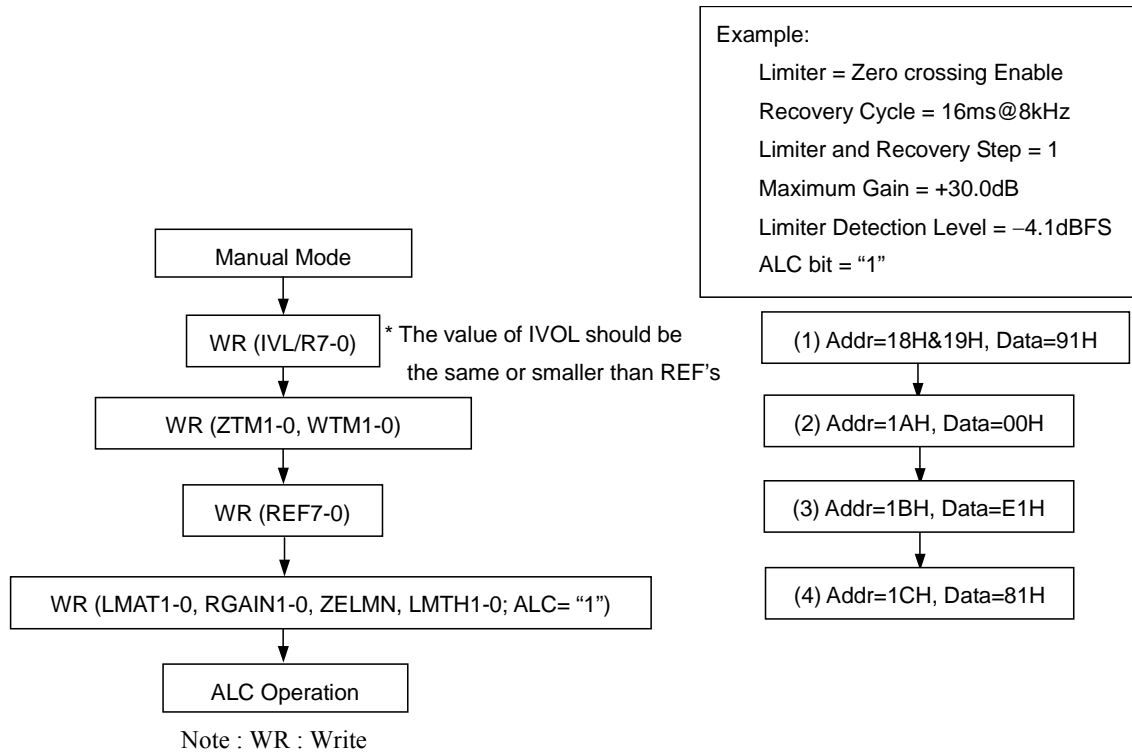 Example:
Limiter = Zero crossing Enable
Recovery Cycle = 16ms@8kHz
Limiter and Recovery Step = 1
Maximum Gain = +30.0dB
Limiter Detection Level = −4.1dBFS
ALC bit = “1”
Manual Mode
WR (IVL/R7-0)
* The value of IVOL should be
the same or smaller than REF’s
WR (ZTM1-0, WTM1-0)
WR (REF7-0)
WR (LMAT1-0, RGAIN1-0, ZELMN, LMTH1-0; ALC= “1”)
ALC Operation
Note : WR : Write
(1) Addr=18H&19H, Data=91H
(2) Addr=1AH, Data=00H
(3) Addr=1BH, Data=E1H
(4) Addr=1CH, Data=81H